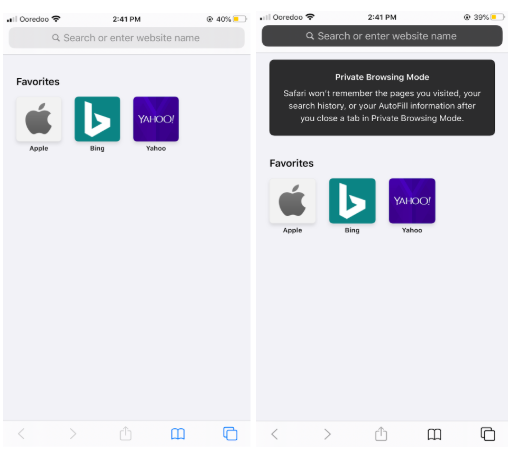 Ooredoo 2:41 PM 40%
Search or enter website name
Favorites
YAHOO!
Apple Bing Yahoo
Ooredoo 2:41 PM 39%
Search or enter website name
Private Browsing Mode
Safari won't remember the pages you visited, your
search history, or your AutoFill information after
you close a tab in Private Browsing Mode.
Favorites
YAHOO!
Apple Bing Yahoo